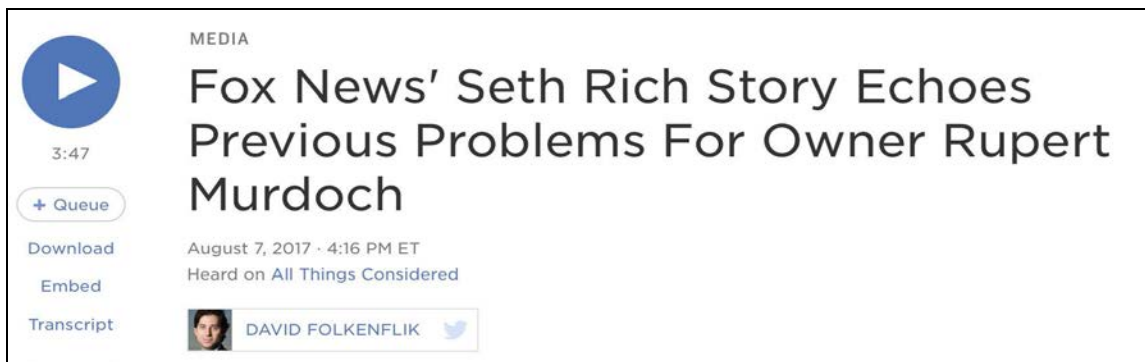 MEDIA
Fox News' Seth Rich Story Echoes
Previous Problems For Owner Rupert
Murdoch
3:47
+ Queue
Download
Embed
Transcript
August 7, 2017 · 4:16 PM ET
Heard on All Things Considered
DAVID FOLKENFLIK